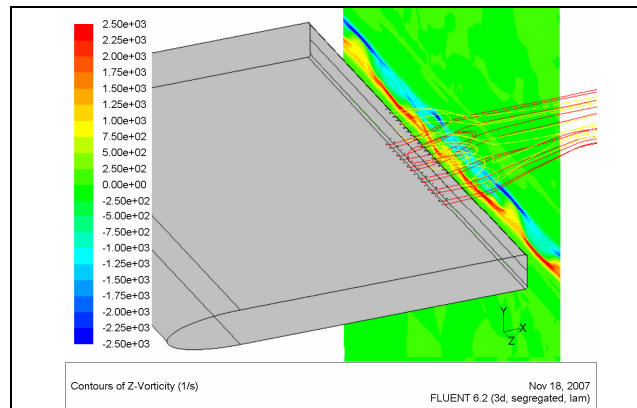 2.50e+03
2.25e+03
2.00e+03
1.75e+03
1.50e+03
1.25e+03
1.00e+03
7.50e+02
5.00e+02
2.50e+02
0.00e+00
-2.50e+02
-5.00e+02
-7.50e+02
-1.00e+03
-1.25e+03
-1.50e+03
-1.75e+03
-2.00e+03
-2.25e+03
-2.50e+03
Y
X
Z
Contours of Z-Vorticity (1/s)
Nov 18, 2007
FLUENT 6.2 (3d, segregated, lam)